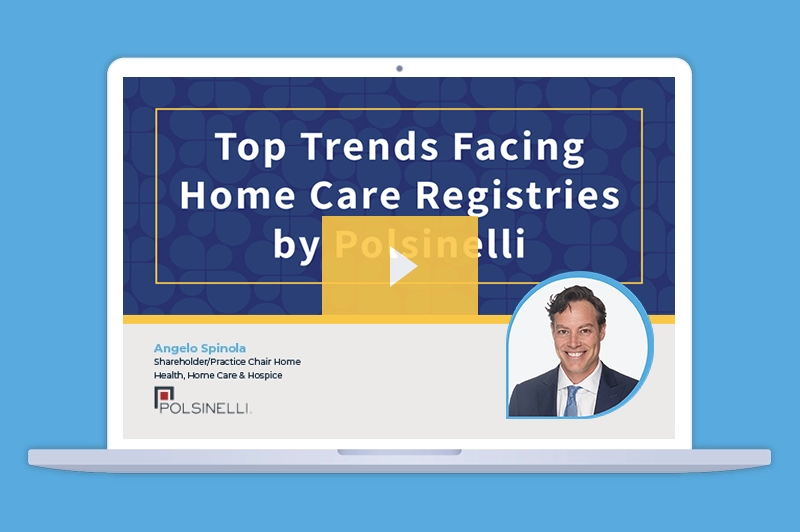 Top Trends Facing
Home Care Registries
by Polsinelli
Angelo Spinola
Shareholder/Practice Chair Home
Health, Home Care & Hospice
POLSINELLI